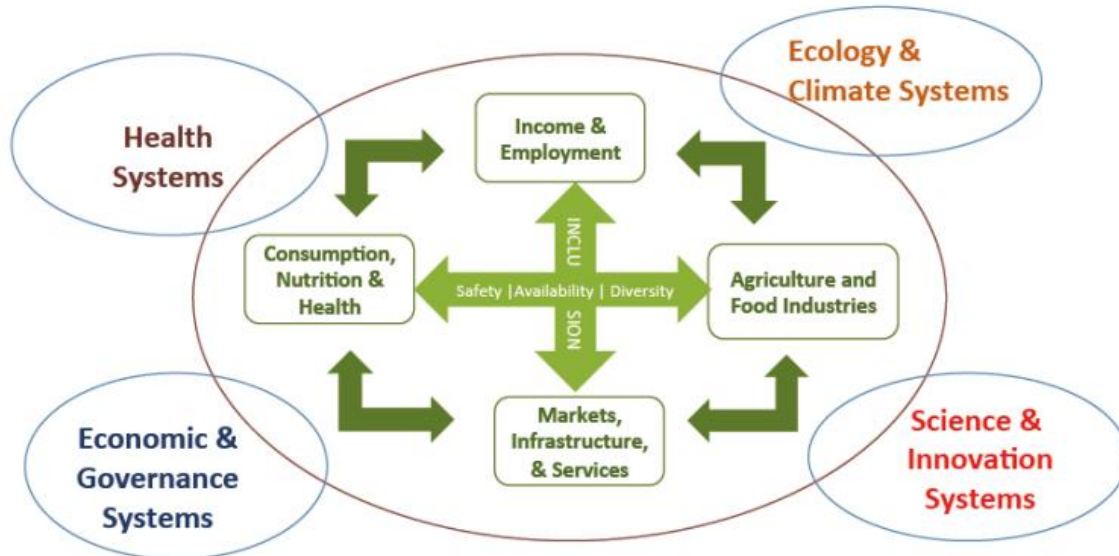 Ecology &
Climate Systems
Health
Systems
Income &
Employment
Consumption,
Nutrition &
Health
INCLU
Safety |Availability | Diversity
SION
Agriculture and
Food Industries
Markets,
Infrastructure,
& Services
Economic &
Governance
Systems
Science &
Innovation
Systems